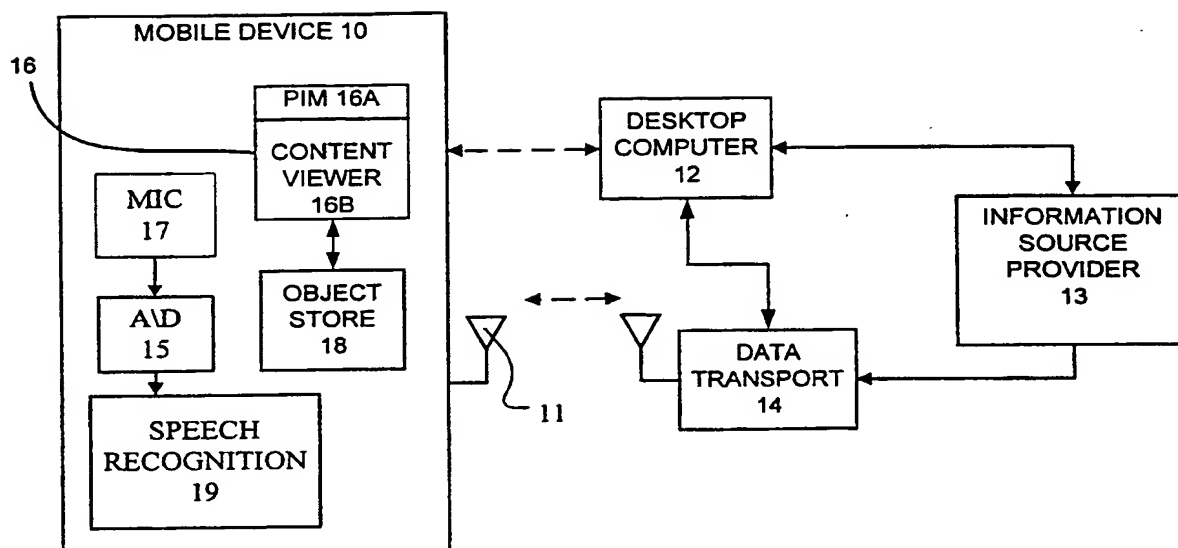 MOBILE DEVICE 10
16
PIM 16A
CONTENT
VIEWER
16B
MIC
17
A\D
15
OBJECT
STORE
18
SPEECH
RECOGNITION
19
11
DESKTOP
COMPUTER
12
DATA
TRANSPORT
14
INFORMATION
SOURCE
PROVIDER
13